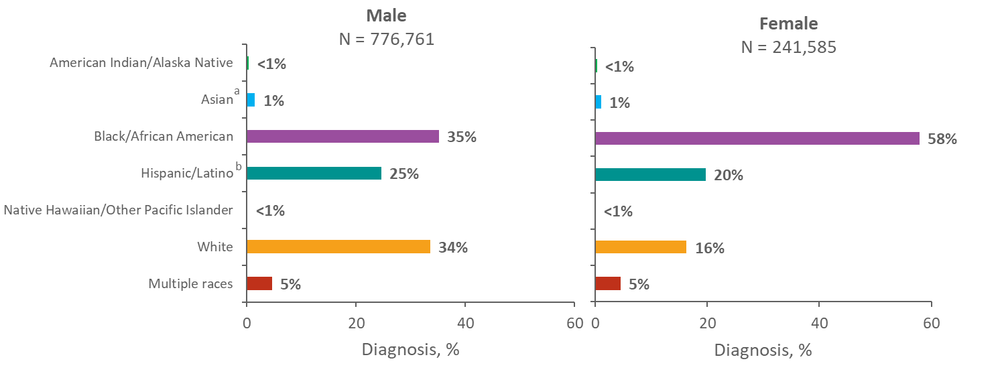 Male
N = 776,761
American Indian/Alaska Native <1%
Asian a 1%
Black/African American 35%
Hispanic/Latino b 25%
Native Hawaiian/Other Pacific Islander <1%
White 34%
Multiple races 5%
0 20 40 60
Diagnosis, %
Female
N = 241,585
<1%
1%
58%
20%
<1%
16%
5%
0 20 40 60
Diagnosis, %